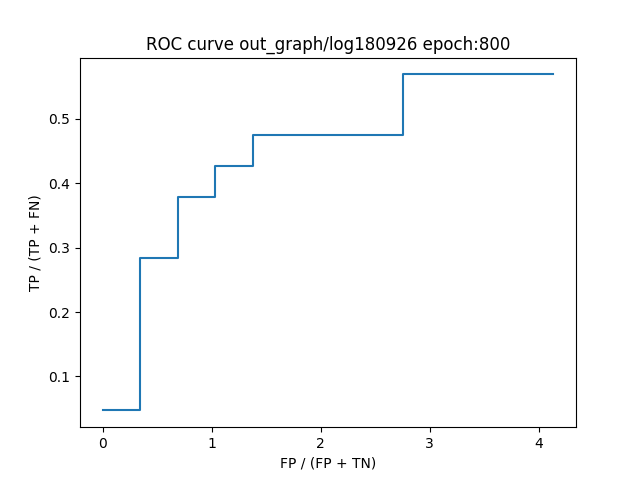 ROC curve out_graph/log180926 epoch:800
0.5
0.4
0.3
0.2
0.1
TP / (TP + FN)
0 1 2 3 4
FP / (FP + TN)